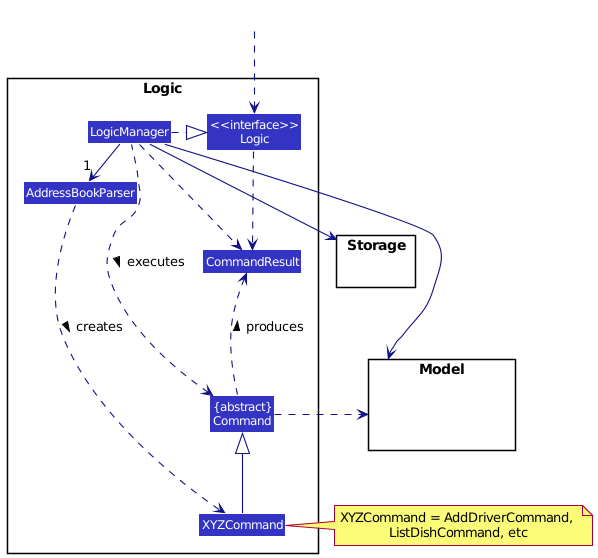 Logic
LogicManager
<<interface>>
Logic
1
AddressBookParser
Storage
CommandResult
executes
creates
produces
Model
{abstract}
Command
XYZCommand
XYZCommand = AddDriverCommand,
ListDishCommand, etc